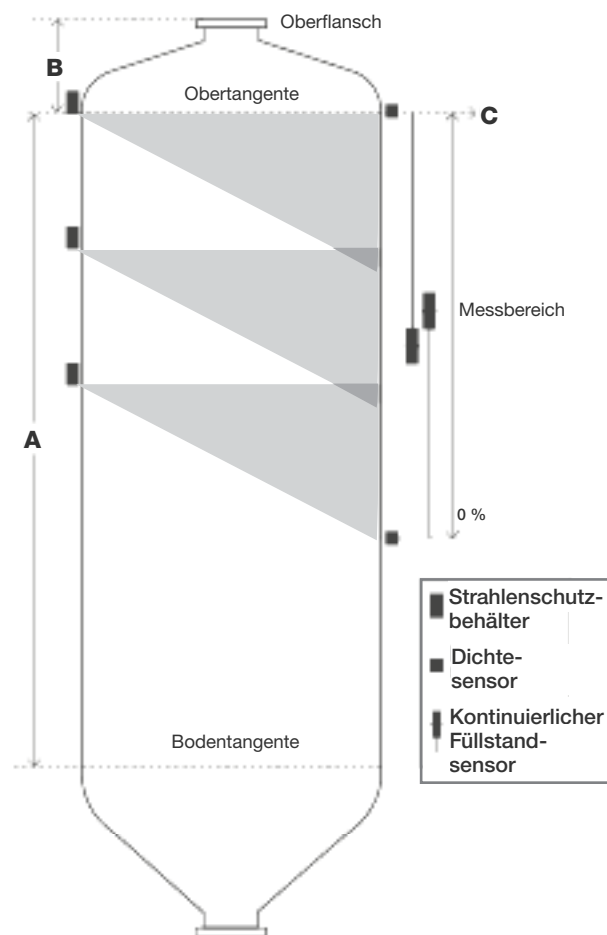 Oberflansch
B
Obertangente
C
Messbereich
A
0 %
Strahlenschutz-
behälter
Dichte-
sensor
Kontinuierlicher
Füllstand-
sensor
Bodentangente